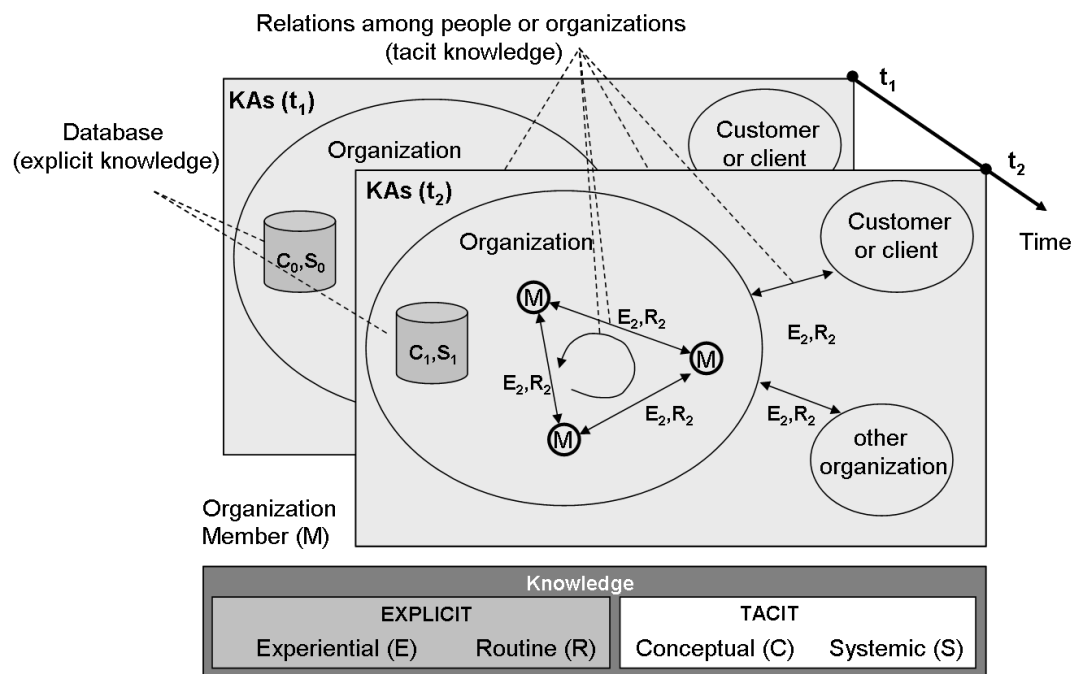 Relations among people or organizations
(tacit knowledge)
t1
KAs (t1)
Database
(explicit knowledge)
Organization
Customer
or client
t2
KAs (t2)
Customer
or client
Time
Organization
C0,S0
M
E2,R2
E2,R2
C1,S1
M
E2,R2
E2,R2
E2,R2
M
other
organization
Organization
Member (M)
Knowledge
EXPLICIT
Experiential (E) Routine (R)
TACIT
Conceptual (C) Systemic (S)